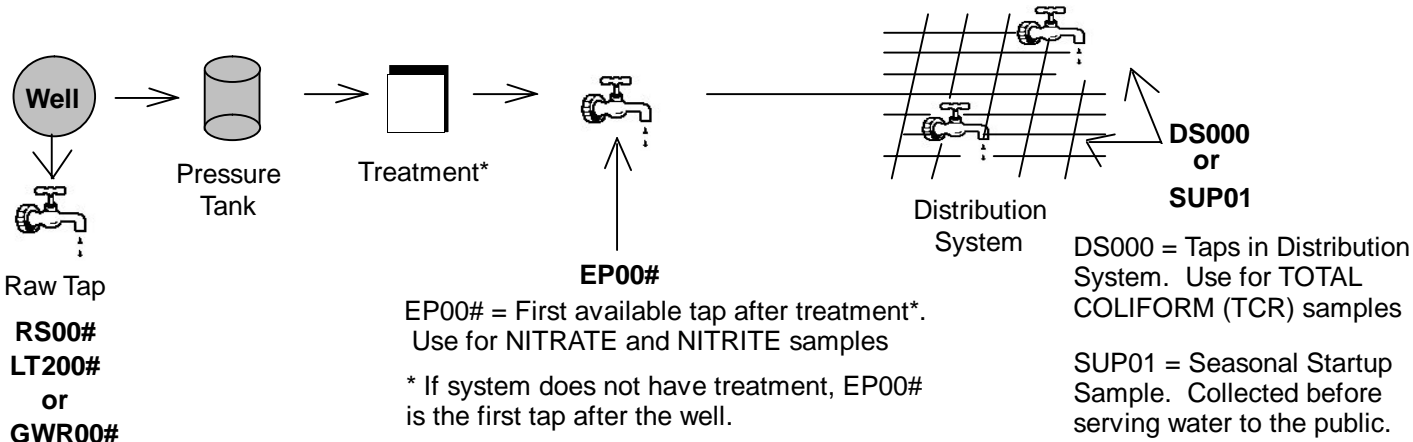 Well
Pressure
Tank
Treatment*
Raw Tap
RS00#
LT200#
or
GWR00#
EP00#
EP00# = First available tap after treatment*.
Use for NITRATE and NITRITE samples
* If system does not have treatment, EP00#
is the first tap after the well.
Distribution
System
DS000
or
SUP01
DS000 = Taps in Distribution
System. Use for TOTAL
COLIFORM (TCR) samples
SUP01 = Seasonal Startup
Sample. Collected before
serving water to the public.